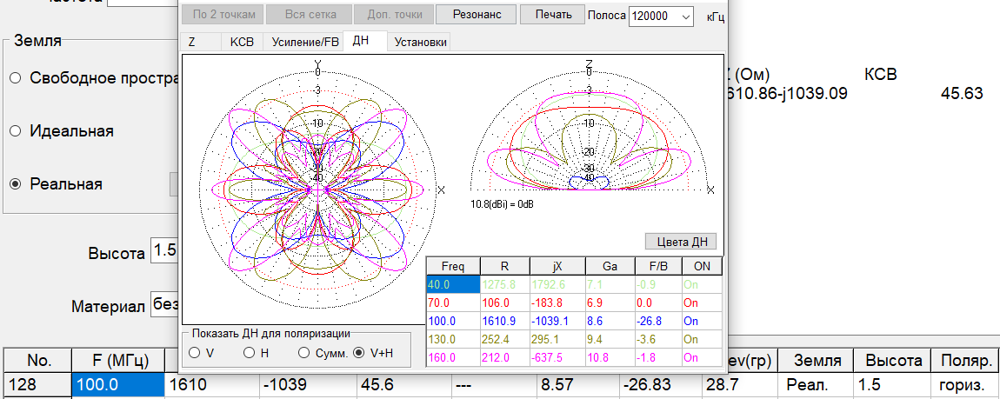 По 2 точкам Вся сетка Доп. точки Резонанс Печать Полоса 120000 кГц
Z КСВ Усиление/FB ДН Установки
Земля
Свободное простра
Идеальная
Реальная
Высота 1.5
Материал без
Y
0
-3
-10
-20
-30
-40
X
Z
0
-3
-10
-20
-30
-40
X
10.8(dBi) = 0dB
Цвета ДН
(Ом) КСВ
610.86-j1039.09 45.63
Freq R jX Ga F/B ON
40.0 1275.8 1792.6 7.1 -0.9 On
70.0 106.0 -183.8 6.9 0.0 On
100.0 1610.9 -1039.1 8.6 -26.8 On
130.0 252.4 295.1 9.4 -3.6 On
160.0 212.0 -637.5 10.8 -1.8 On
Показать ДН для поляризации
V H Сумм. V+H
No. F (МГц) ev(гр) Земля Высота Поляр.
128 100.0 1610 -1039 45.6 --- 8.57 -26.83 28.7 Реал. 1.5 гориз.